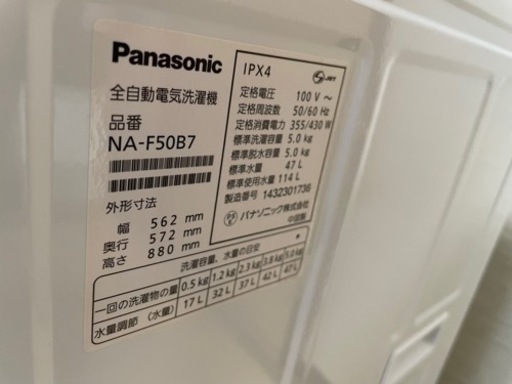 Panasonic
全自動電気洗濯機
品番
NA-F50B7
外形寸法
幅 562 mm
奥行 572 mm
高さ 880 mm
IPX4
JET
定格電圧 100 V ~
定格周波数 50/60 Hz
定格消費電力 355/430 W
標準洗濯容量 5.0 kg
標準脱水容量 5.0 kg
標準水量 47 L
標準使用水量 114 L
製造番号 1432301736
パナソニック株式会社
中国製
洗濯容量、水量の目安
一回の洗濯物の量 0.5 kg 1.2 kg 2.3 kg 3.8 kg 5.0 kg
水量調節 (水量) 17 L 32 L 37 L 42 L 47 L